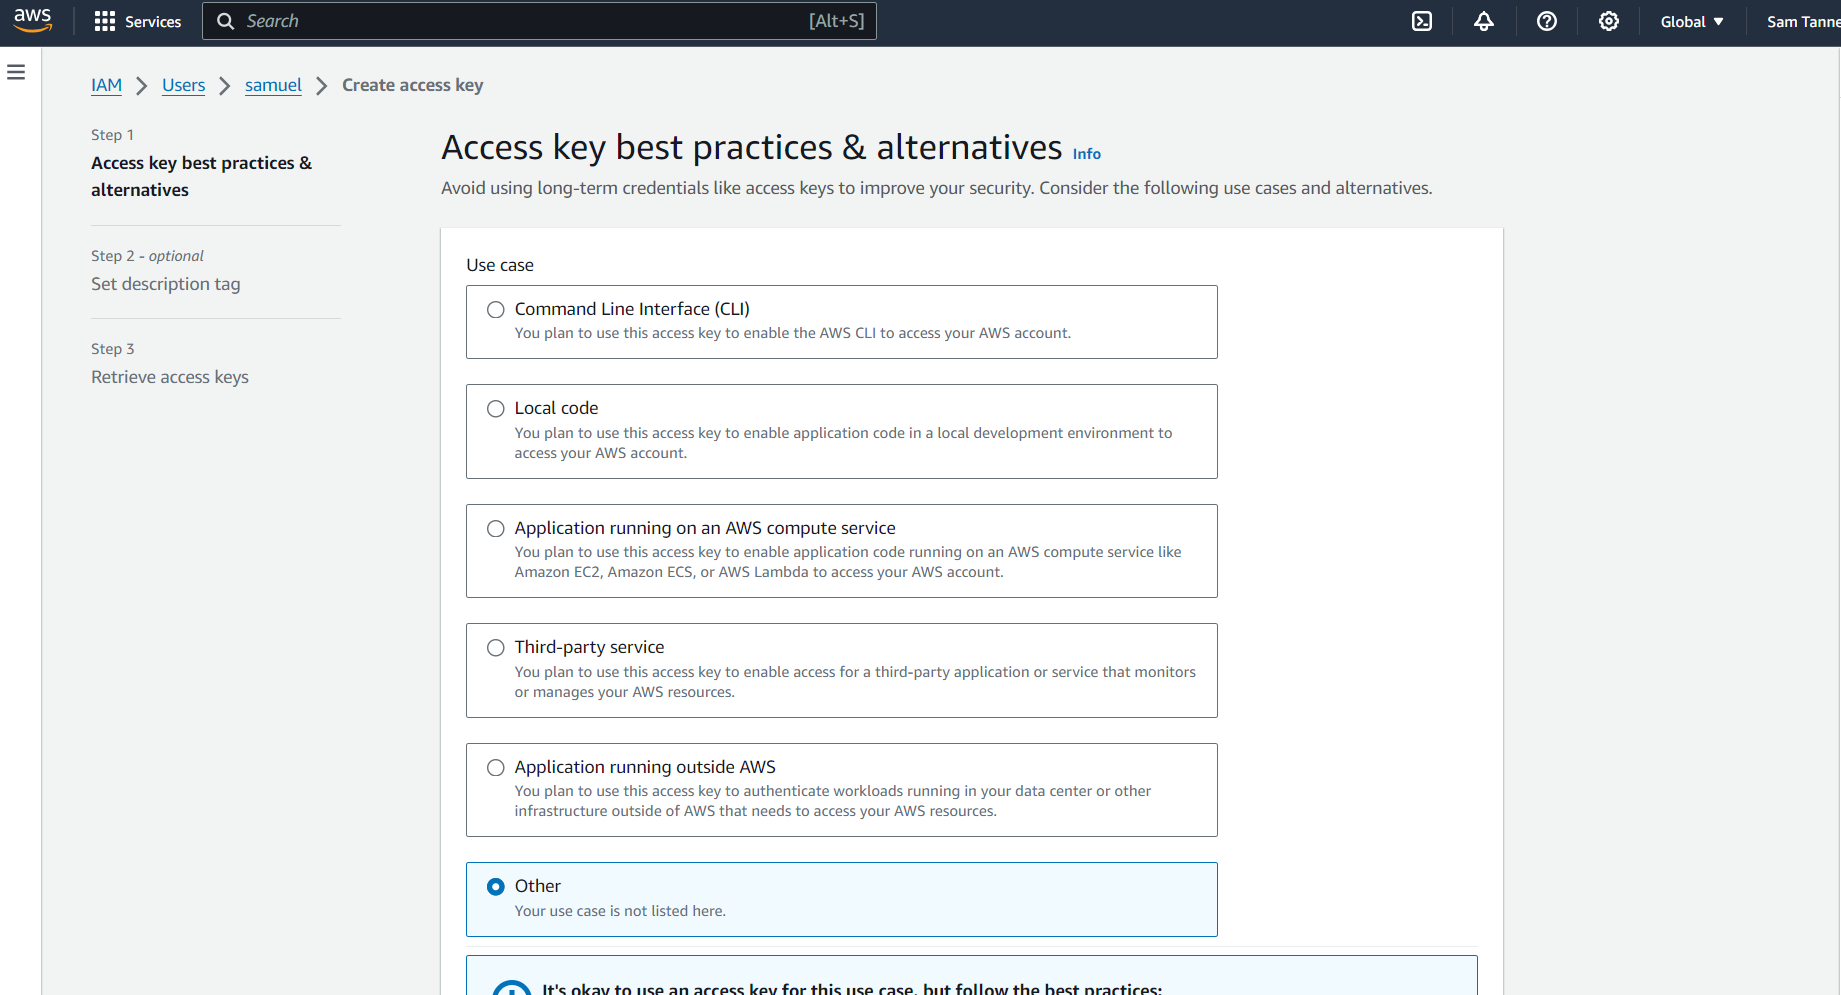 aws Services Search [Alt+S] Global Sam Tanne
IAM Users samuel Create access key
Step 1
Access key best practices &
alternatives
Step 2 - optional
Set description tag
Step 3
Retrieve access keys
Access key best practices & alternatives Info
Avoid using long-term credentials like access keys to improve your security. Consider the following use cases and alternatives.
Use case
Command Line Interface (CLI)
You plan to use this access key to enable the AWS CLI to access your AWS account.
Local code
You plan to use this access key to enable application code in a local development environment to
access your AWS account.
Application running on an AWS compute service
You plan to use this access key to enable application code running on an AWS compute service like
Amazon EC2, Amazon ECS, or AWS Lambda to access your AWS account.
Third-party service
You plan to use this access key to enable access for a third-party application or service that monitors
or manages your AWS resources.
Application running outside AWS
You plan to use this access key to authenticate workloads running in your data center or other
infrastructure outside of AWS that needs to access your AWS resources.
Other
Your use case is not listed here.
It's okay to use an access key for this use case, but follow the best practices: